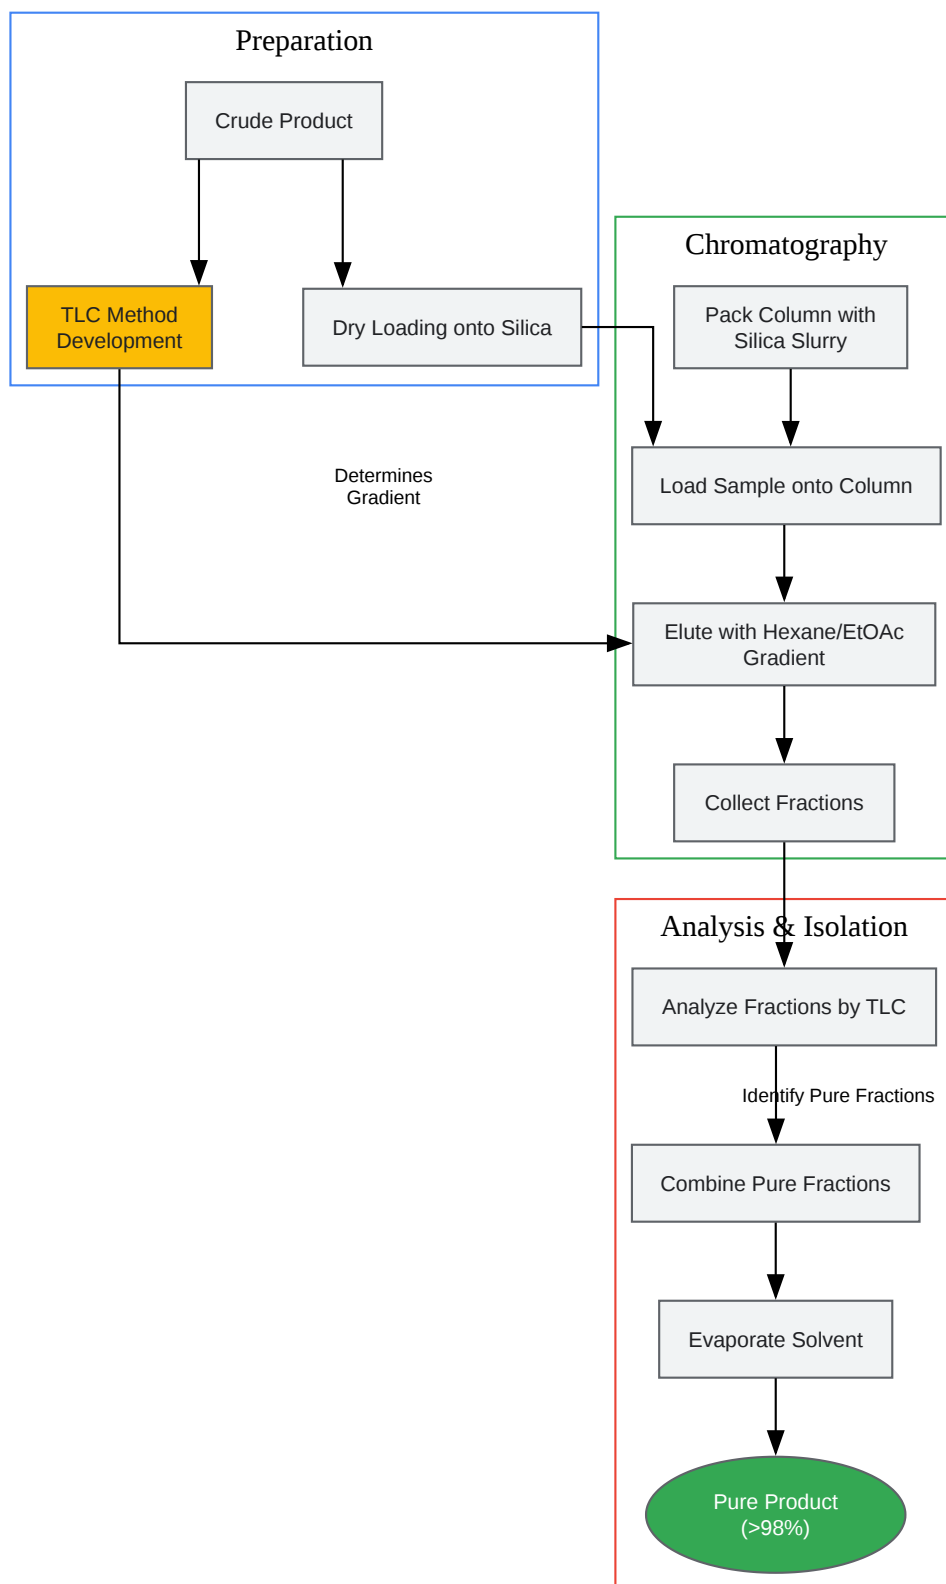 Preparation
Crude Product
TLC Method
Development
Dry Loading onto Silica
Determines
Gradient
Chromatography
Pack Column with
Silica Slurry
Load Sample onto Column
Elute with Hexane/EtOAc
Gradient
Collect Fractions
Analysis & Isolation
Analyze Fractions by TLC
Identify Pure Fractions
Combine Pure Fractions
Evaporate Solvent
Pure Product
(>98%)